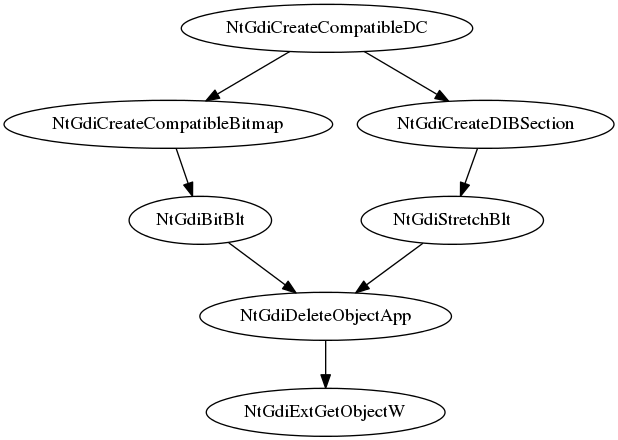 NtGdiCreateCompatibleDC
NtGdiCreateCompatibleBitmap
NtGdiCreateDIBSection
NtGdiBitBlt
NtGdiStretchBlt
NtGdiDeleteObjectApp
NtGdiExtGetObjectW